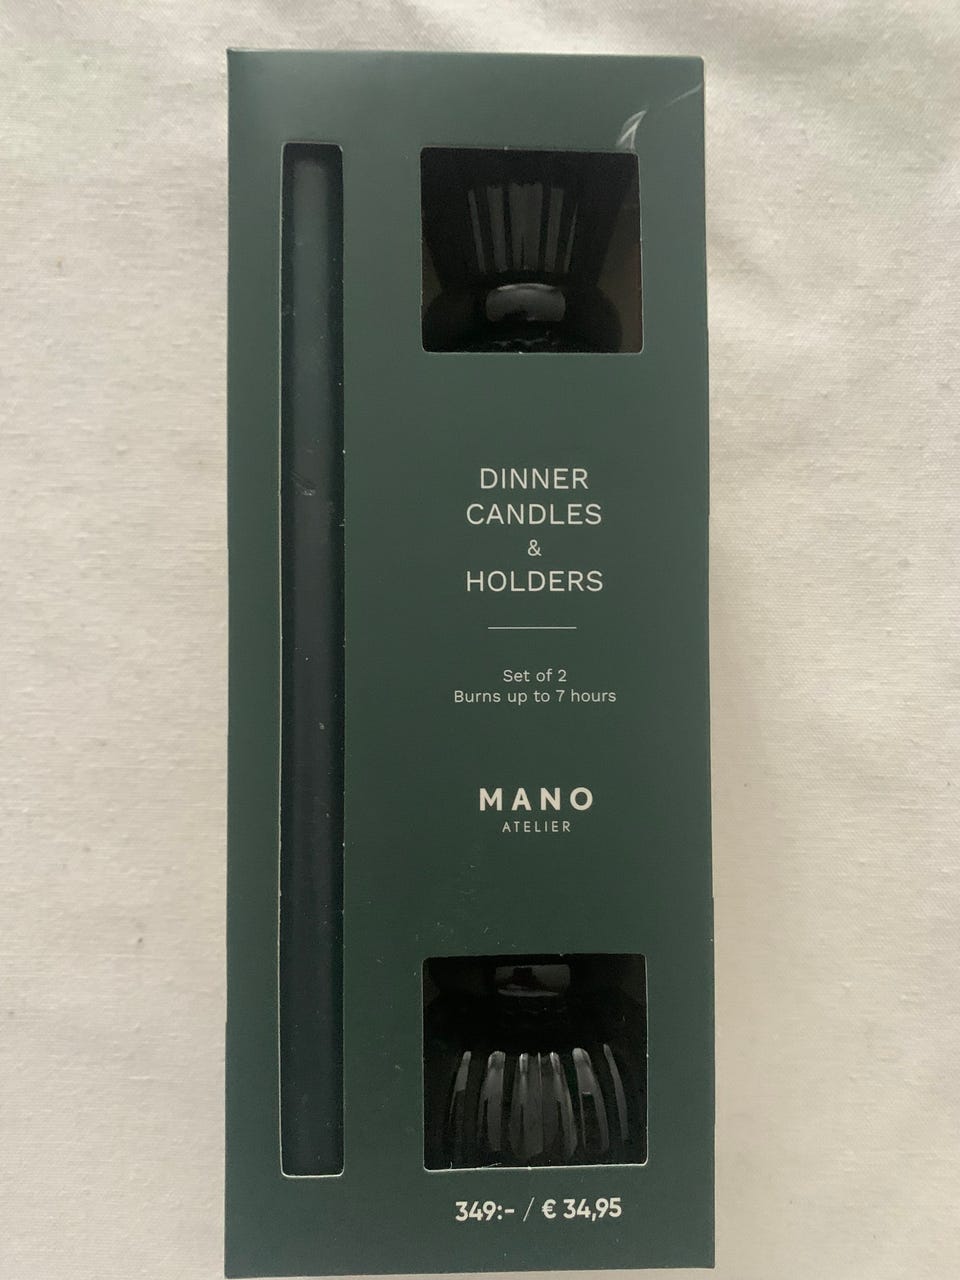 DINNER
CANDLES
&
HOLDERS
Set of 2
Burns up to 7 hours
MANO
ATELIER
349:- / € 34,95